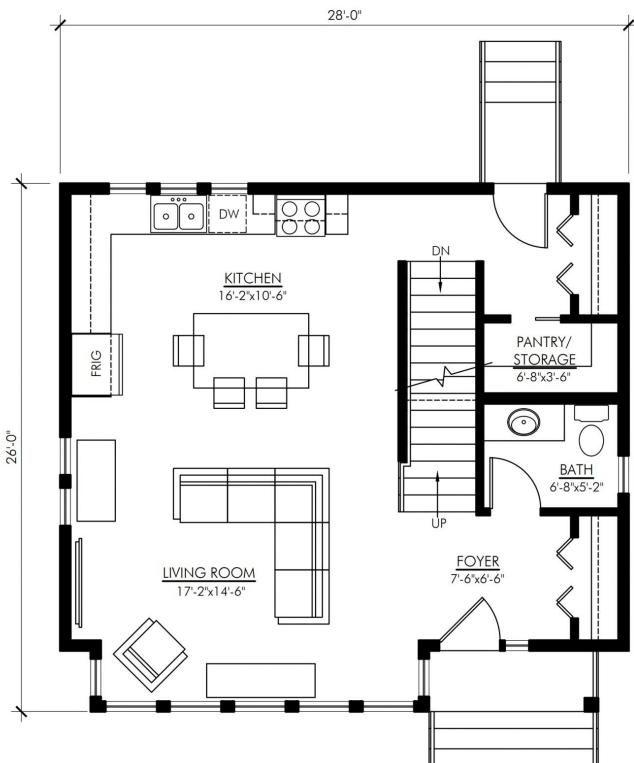 28'-0"
DW
DN
KITCHEN
16'-2"x10'-6"
PANTRY/
STORAGE
6'-8"x3'-6"
FRIG
26'-0"
BATH
6'-8"x5'-2"
UP
FOYER
7'-6"x6'-6"
LIVING ROOM
17'-2"x14'-6"